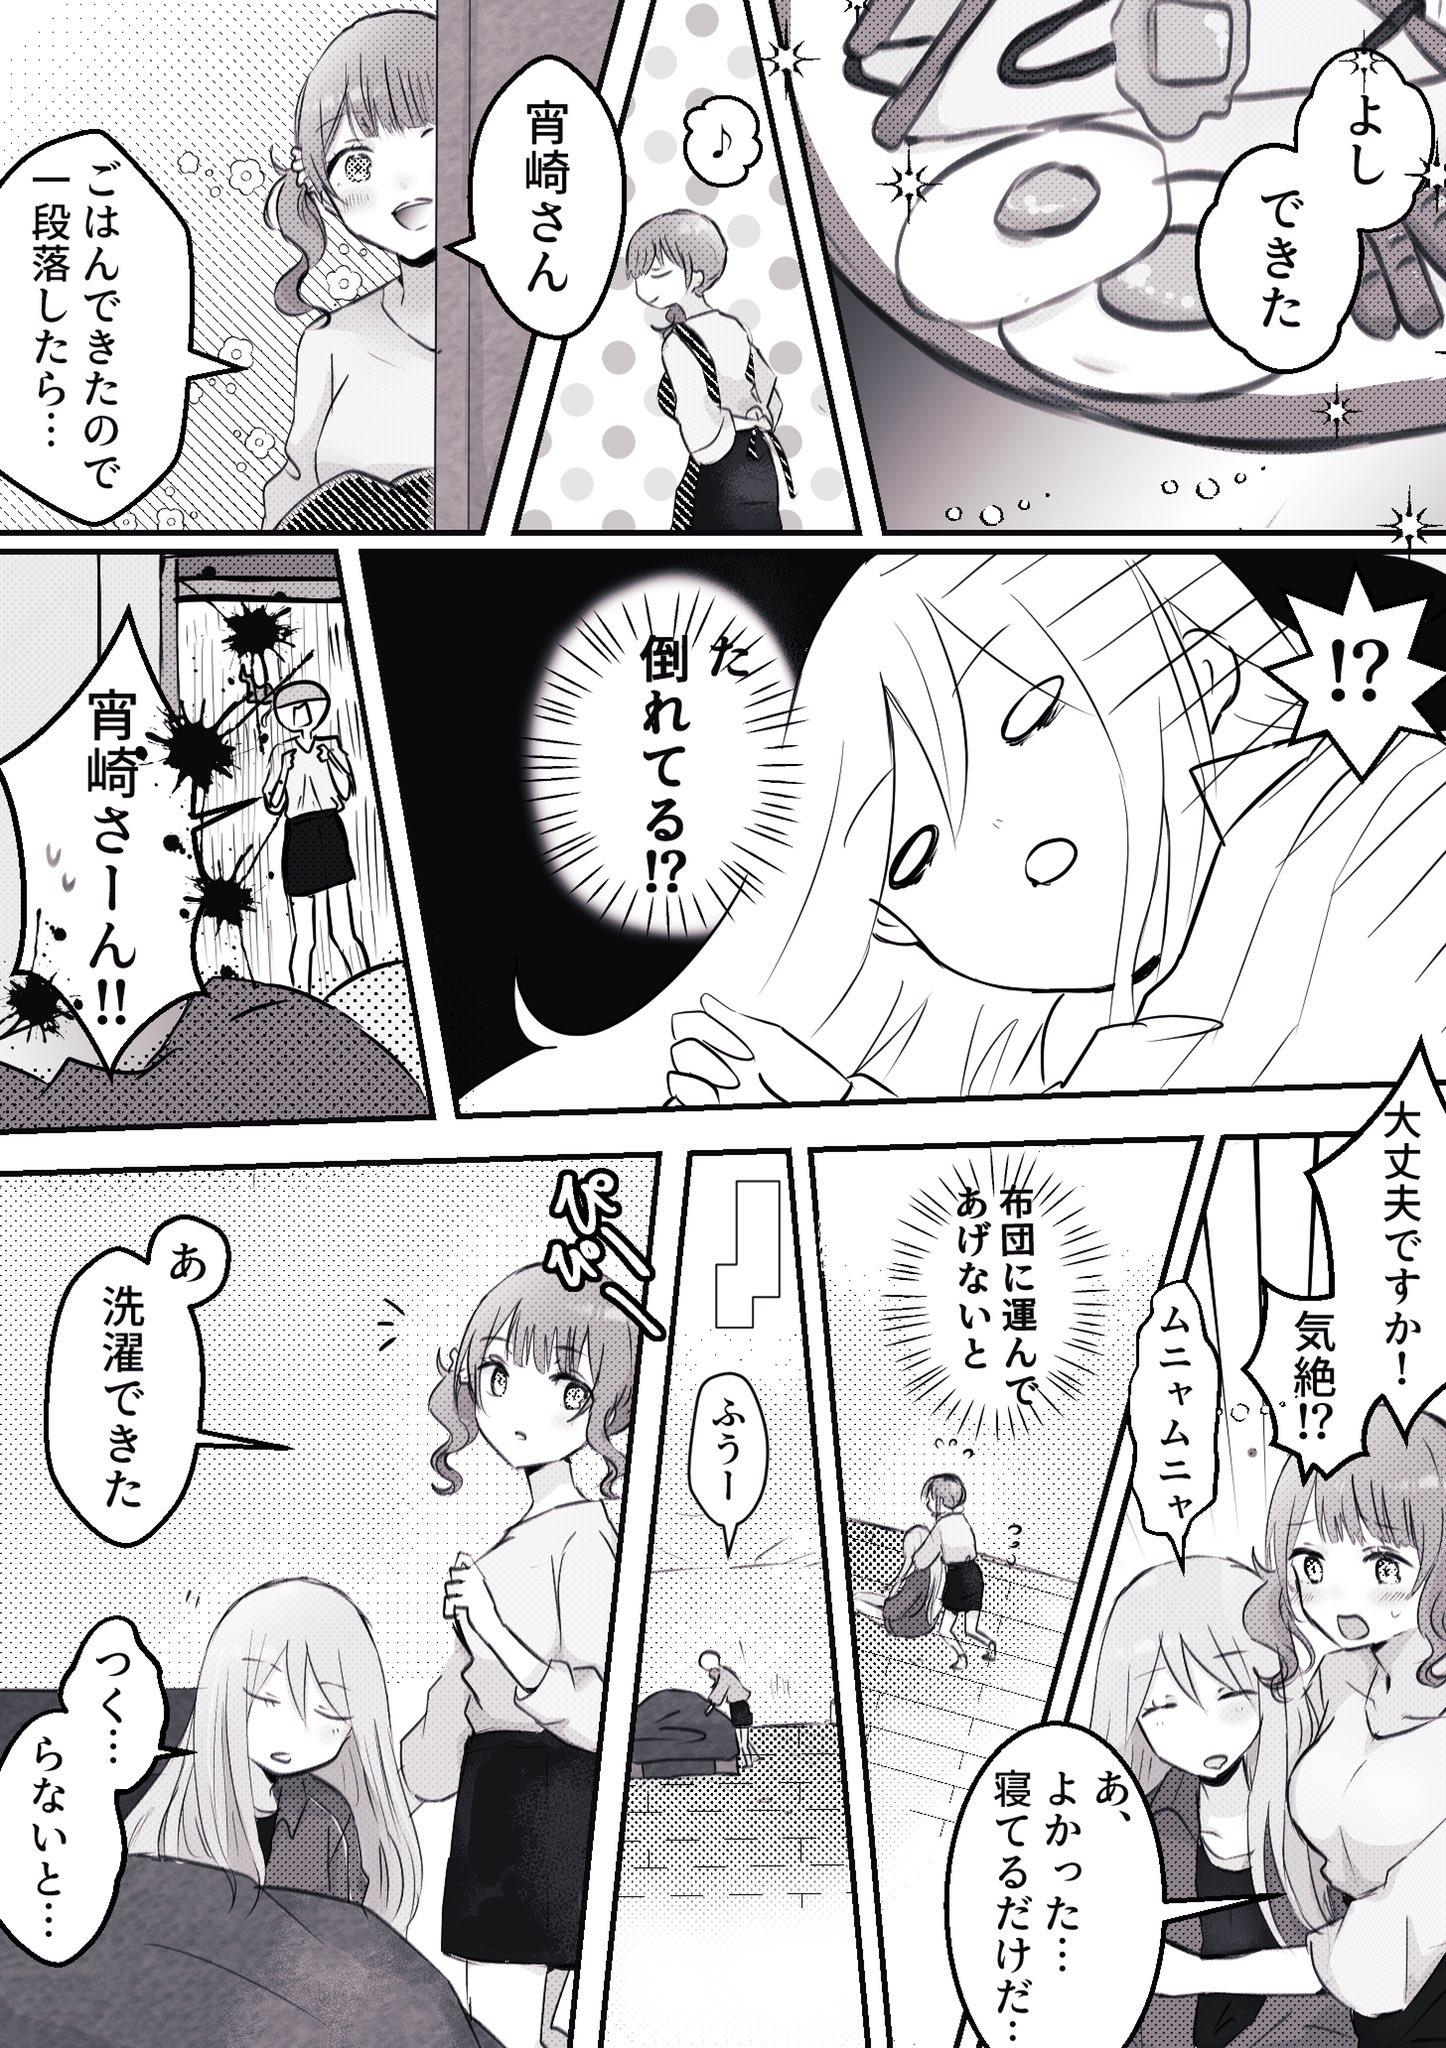 よし
できた
♪
宵崎さん
ごはんできたので
一段落したら…
!?
た
倒れてる!?
宵崎さーん!!
大丈夫ですか！
気絶!?
ムニャムニャ
あ、
よかった…
寝てるだけだ…
布団に運んで
あげないと
ふうー
ぴーぴー
あ
洗濯できた
つく…
らないと…